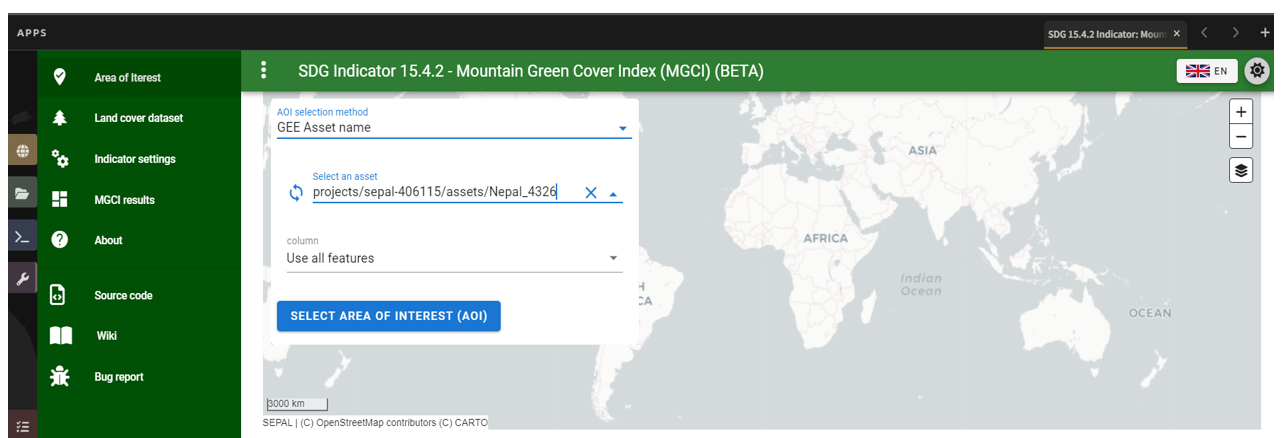 APPS
SDG 15.4.2 Indicator: Moun
Area of Iterest
Land cover dataset
Indicator settings
MGCI results
About
Source code
Wiki
Bug report
SDG Indicator 15.4.2 - Mountain Green Cover Index (MGCI) (BETA)
EN
AOI selection method
GEE Asset name
Select an asset
projects/sepal-406115/assets/Nepal_4326
column
Use all features
SELECT AREA OF INTEREST (AOI)
ASIA
AFRICA
Indian
Ocean
H
CA
OCEAN
3000 km
SEPAL | (C) OpenStreetMap contributors (C) CARTO